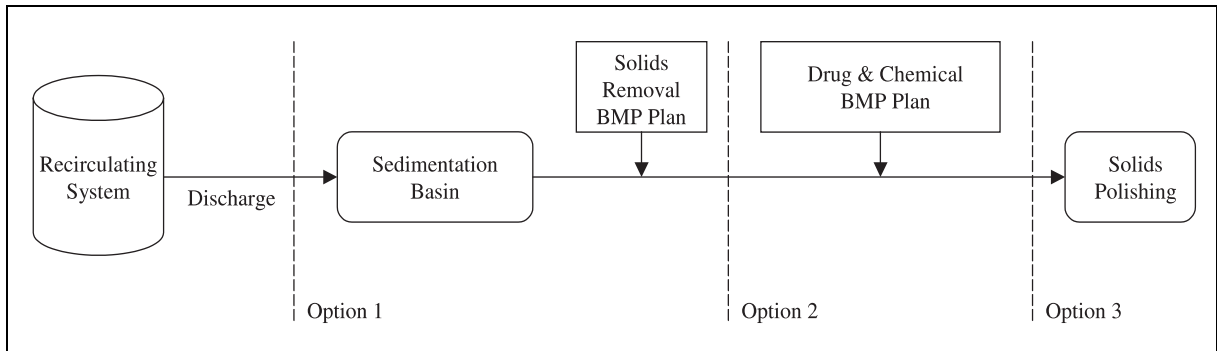 Recirculating
System
Discharge
Sedimentation
Basin
Solids
Removal
BMP Plan
Drug & Chemical
BMP Plan
Solids
Polishing
Option 1
Option 2
Option 3